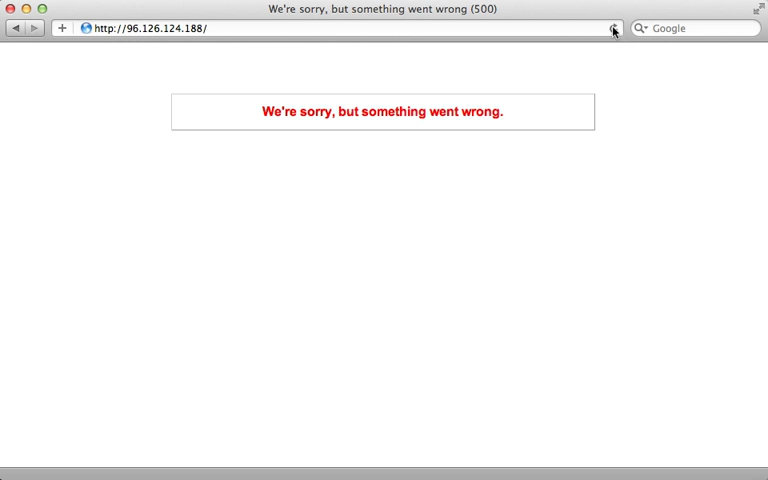 We're sorry, but something went wrong (500)
http://96.126.124.188/
Google
We're sorry, but something went wrong.